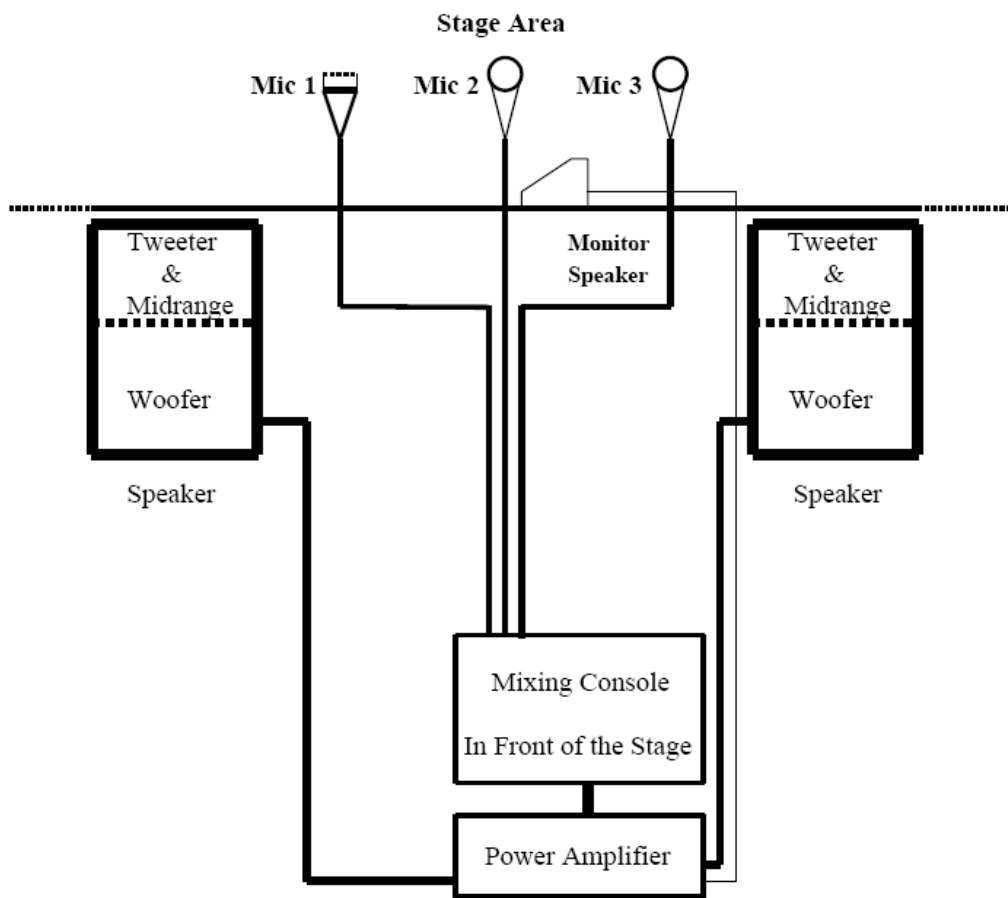 Stage Area
Mic 1
Mic 2
Mic 3
Tweeter
&
Midrange
Woofer
Speaker
Monitor
Speaker
Tweeter
&
Midrange
Woofer
Speaker
Mixing Console
In Front of the Stage
Power Amplifier